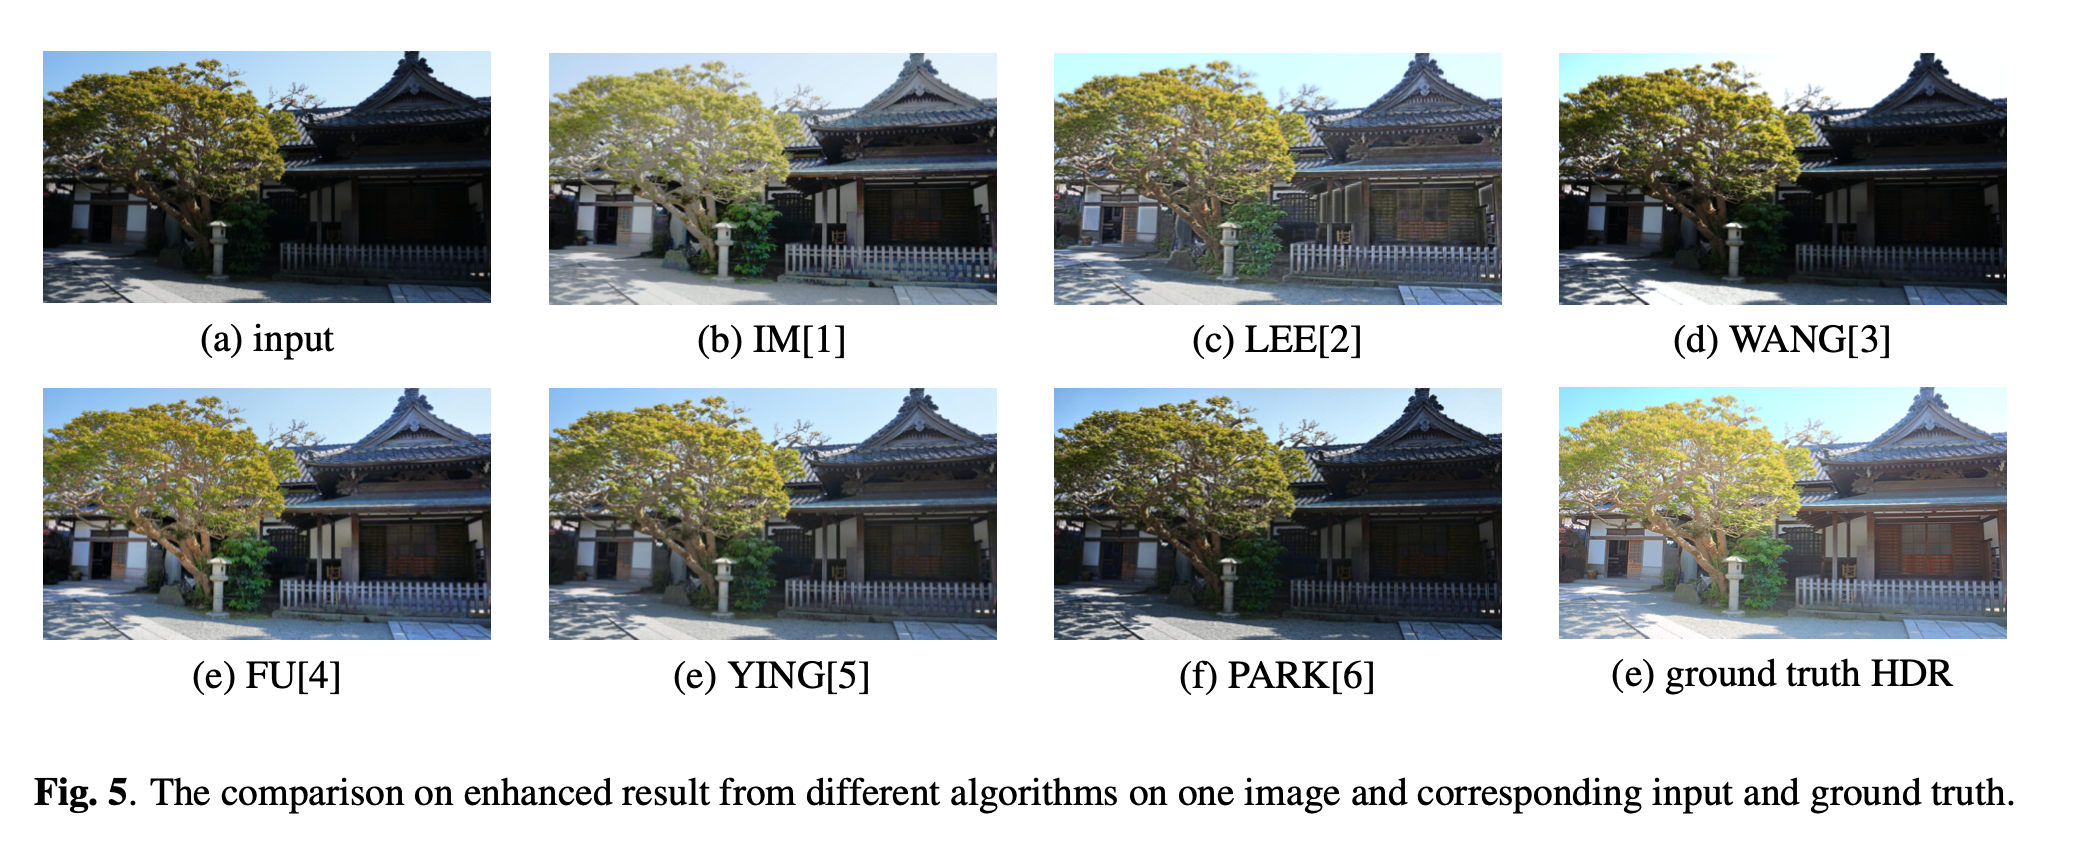 (a) input
(b) IM[1]
(c) LEE[2]
(d) WANG[3]
(e) FU[4]
(e) YING[5]
(f) PARK[6]
(e) ground truth HDR
Fig. 5. The comparison on enhanced result from different algorithms on one image and corresponding input and ground truth.